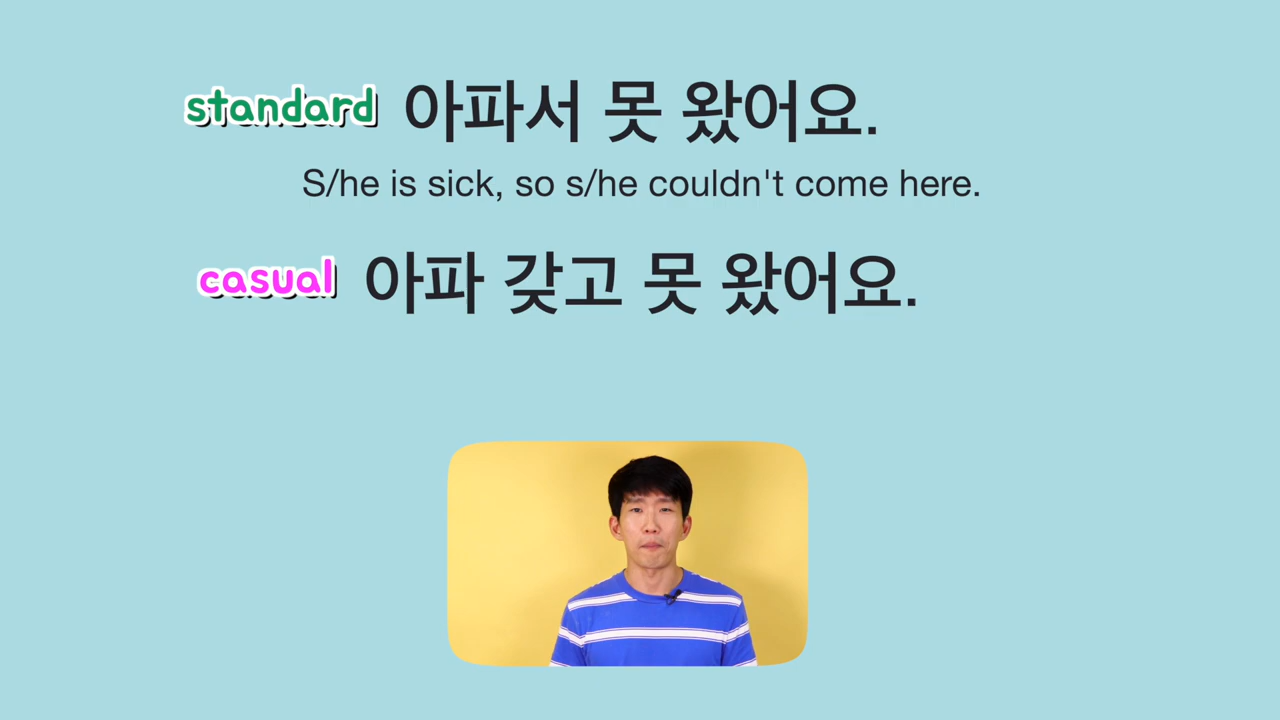 standard 아파서 못 왔어요.
S/he is sick, so s/he couldn't come here.
casual 아파 갖고 못 왔어요.